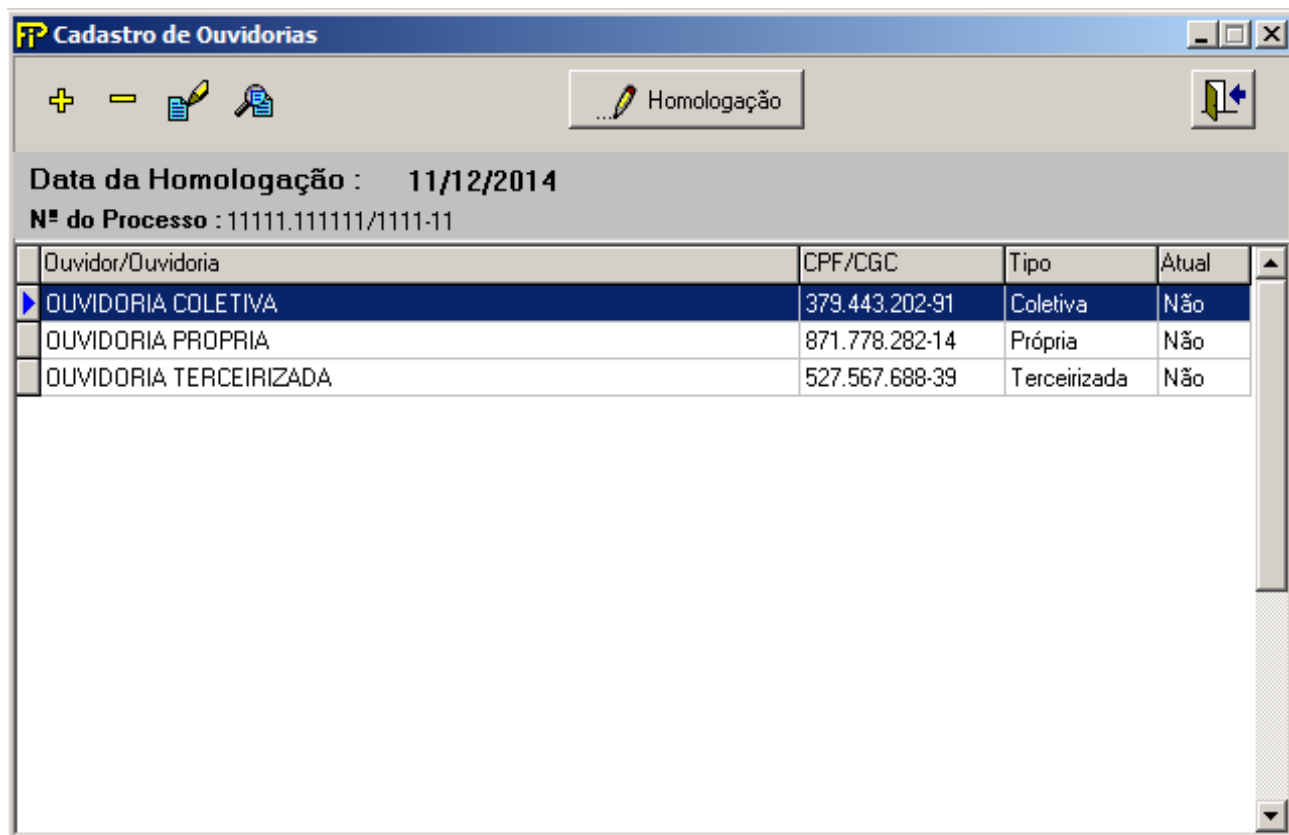 FIP Cadastro de Ouvidorias
... Homologação
Data da Homologação : 11/12/2014
Nº do Processo : 11111.111111/1111-11
Ouvidor/Ouvidoria CPF/CGC Tipo Atual
OUVIDORIA COLETIVA 379.443.202-91 Coletiva Não
OUVIDORIA PROPRIA 871.778.282-14 Própria Não
OUVIDORIA TERCEIRIZADA 527.567.688-39 Terceirizada Não